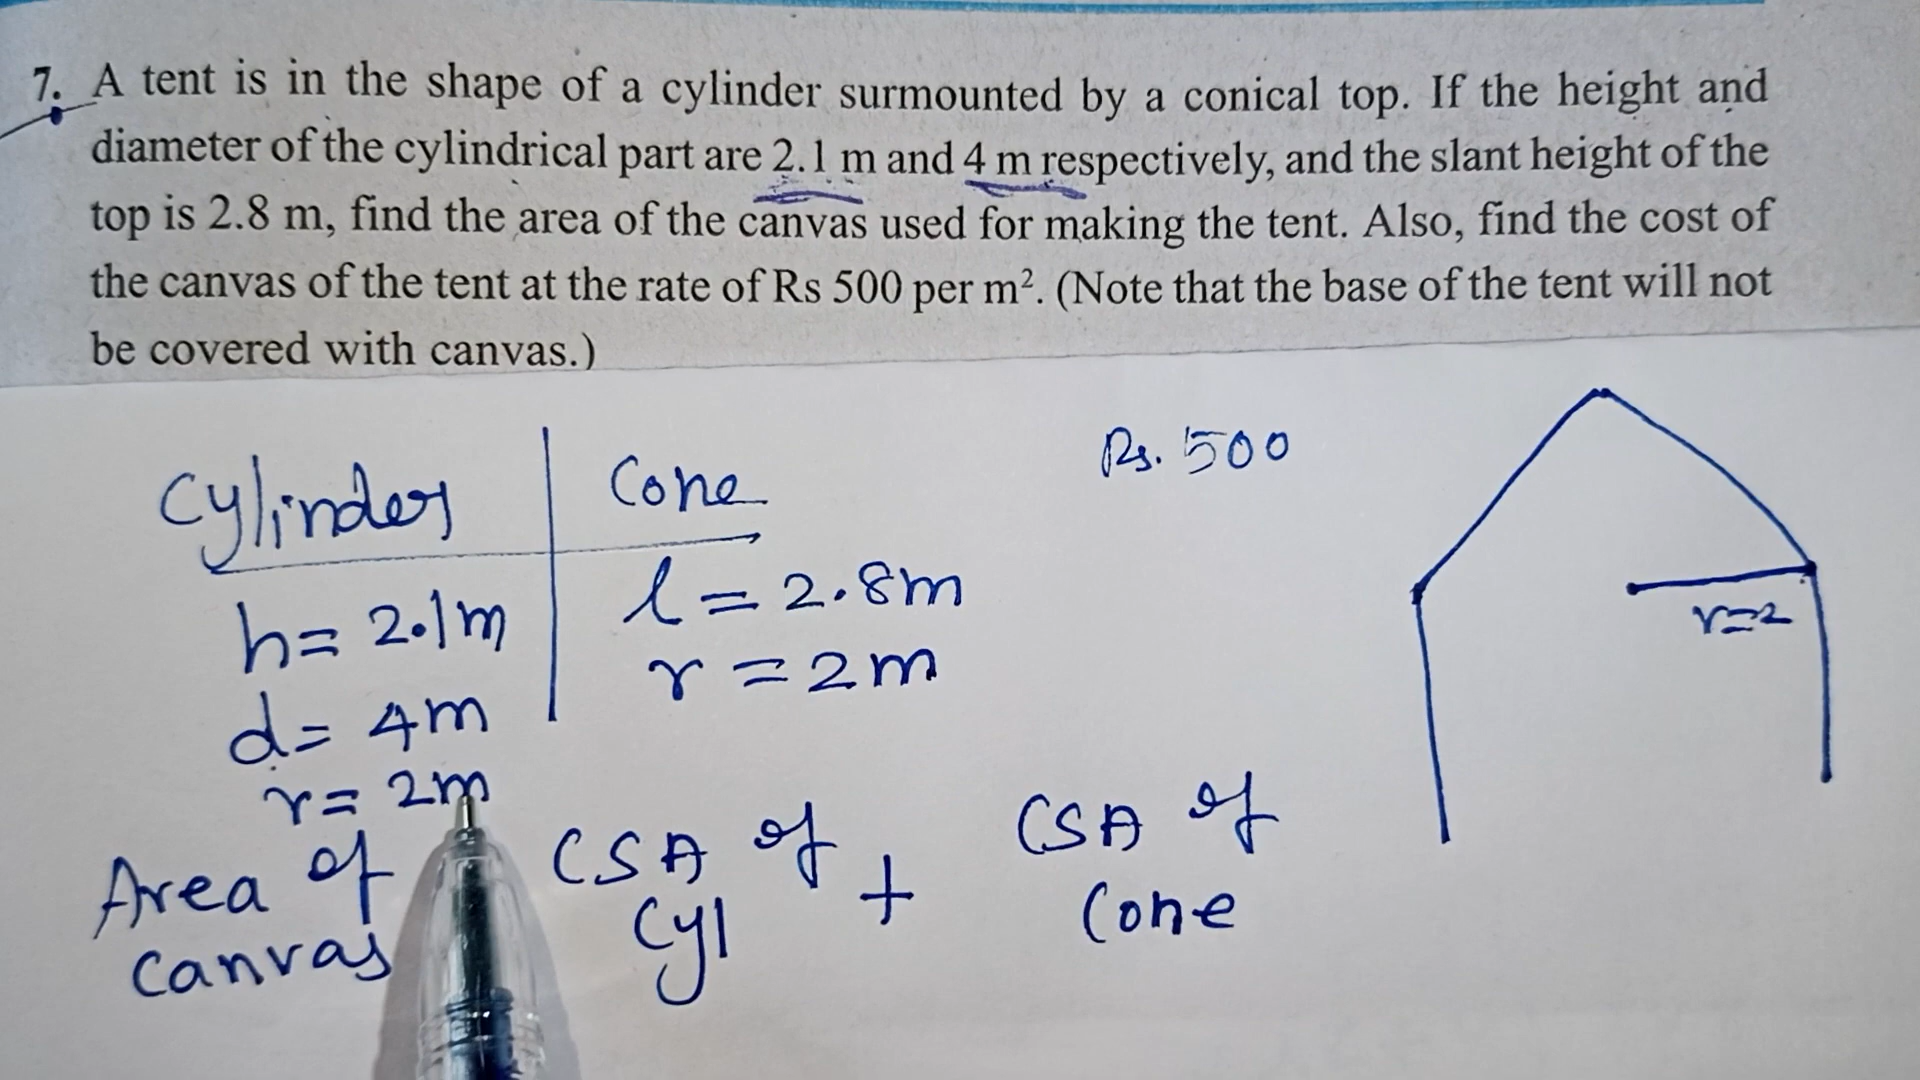 7. A tent is in the shape of a cylinder surmounted by a conical top. If the height and
diameter of the cylindrical part are 2.1 m and 4 m respectively, and the slant height of the
top is 2.8 m, find the area of the canvas used for making the tent. Also, find the cost of
the canvas of the tent at the rate of Rs 500 per m². (Note that the base of the tent will not
be covered with canvas.)
Cylinder
h = 2.1m
d = 4m
r = 2m
Cone
l = 2.8m
r = 2m
Rs. 500
r=2
Area of
canvas
CSA of
Cyl
+
CSA of
Cone